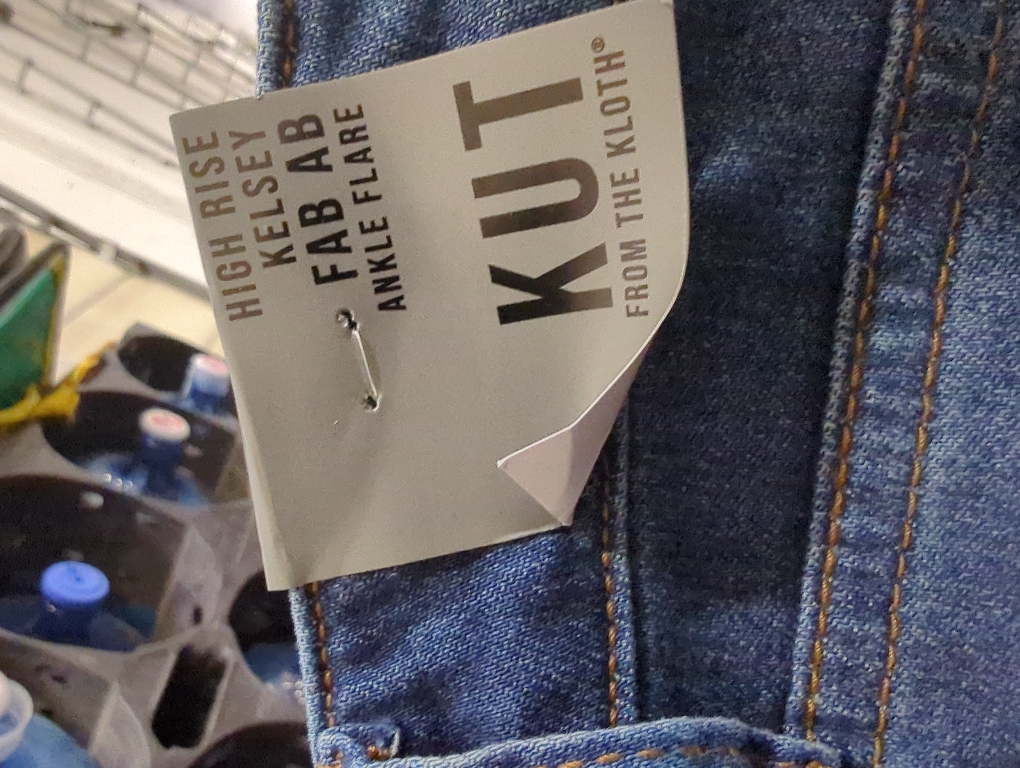 KUT
FROM THE KLOTH®
HIGH RISE
KELSEY
FAB AB
ANKLE FLARE